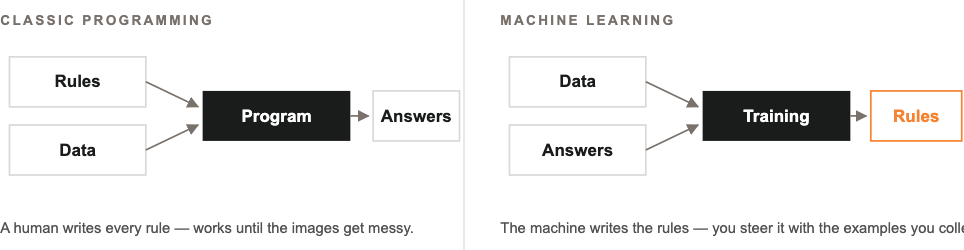 CLASSIC PROGRAMMING
Rules
Data
Program
Answers
A human writes every rule — works until the images get messy.
MACHINE LEARNING
Data
Answers
Training
Rules
The machine writes the rules — you steer it with the examples you